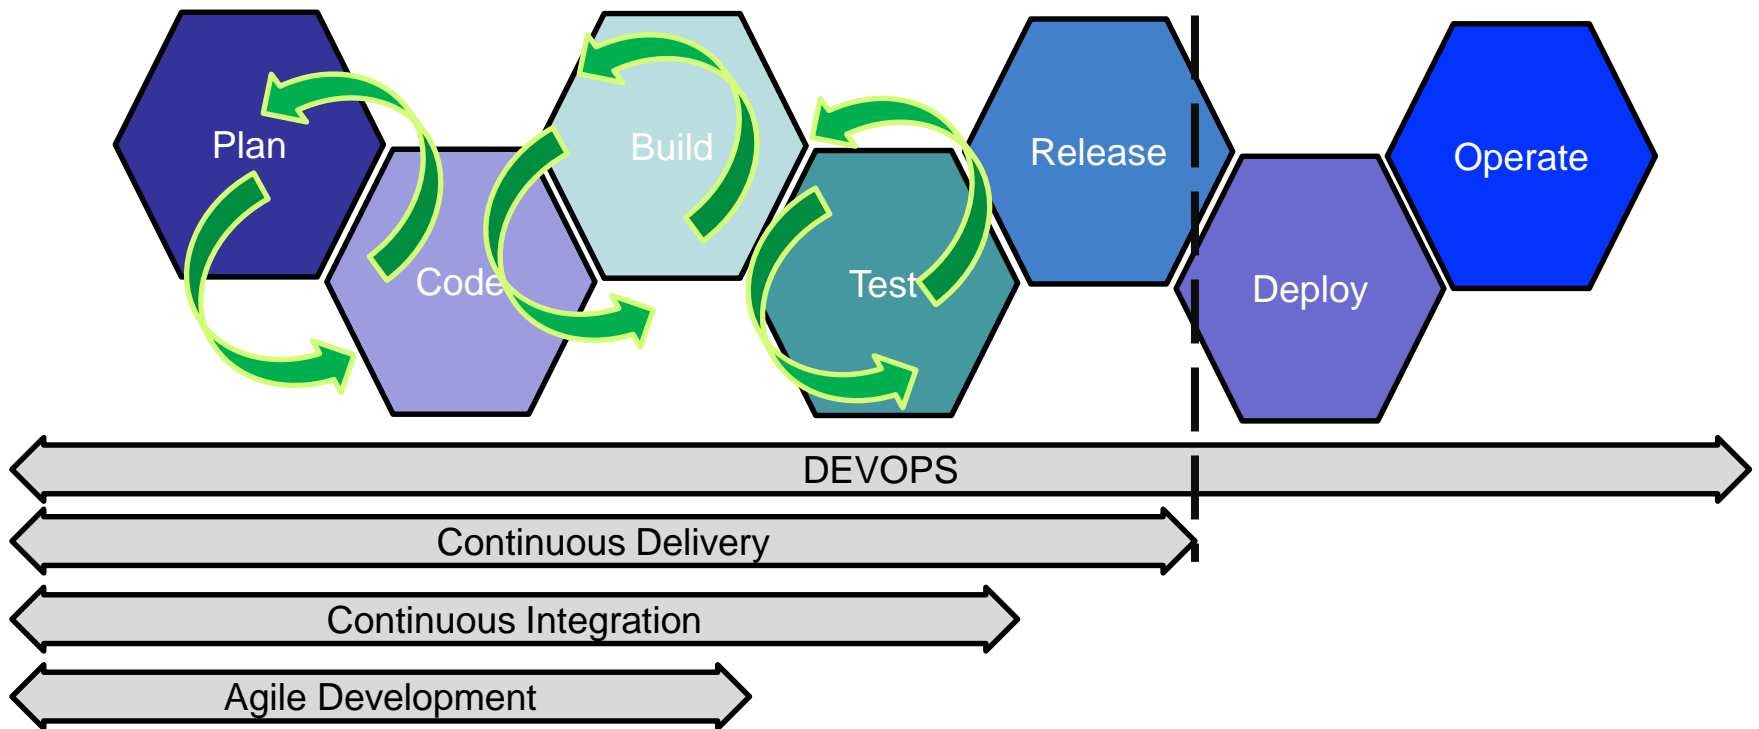 Plan
Code
Build
Test
Release
Deploy
Operate
DEVOPS
Continuous Delivery
Continuous Integration
Agile Development